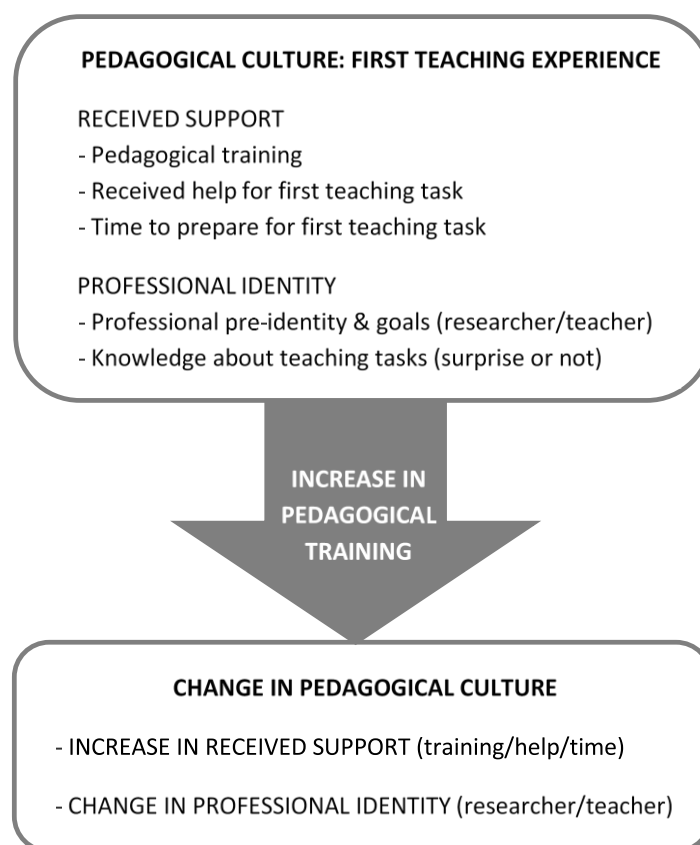 PEDAGOGICAL CULTURE: FIRST TEACHING EXPERIENCE
RECEIVED SUPPORT
- Pedagogical training
- Received help for first teaching task
- Time to prepare for first teaching task
PROFESSIONAL IDENTITY
- Professional pre-identity & goals (researcher/teacher)
- Knowledge about teaching tasks (surprise or not)
INCREASE IN
PEDAGOGICAL
TRAINING
CHANGE IN PEDAGOGICAL CULTURE
- INCREASE IN RECEIVED SUPPORT (training/help/time)
- CHANGE IN PROFESSIONAL IDENTITY (researcher/teacher)